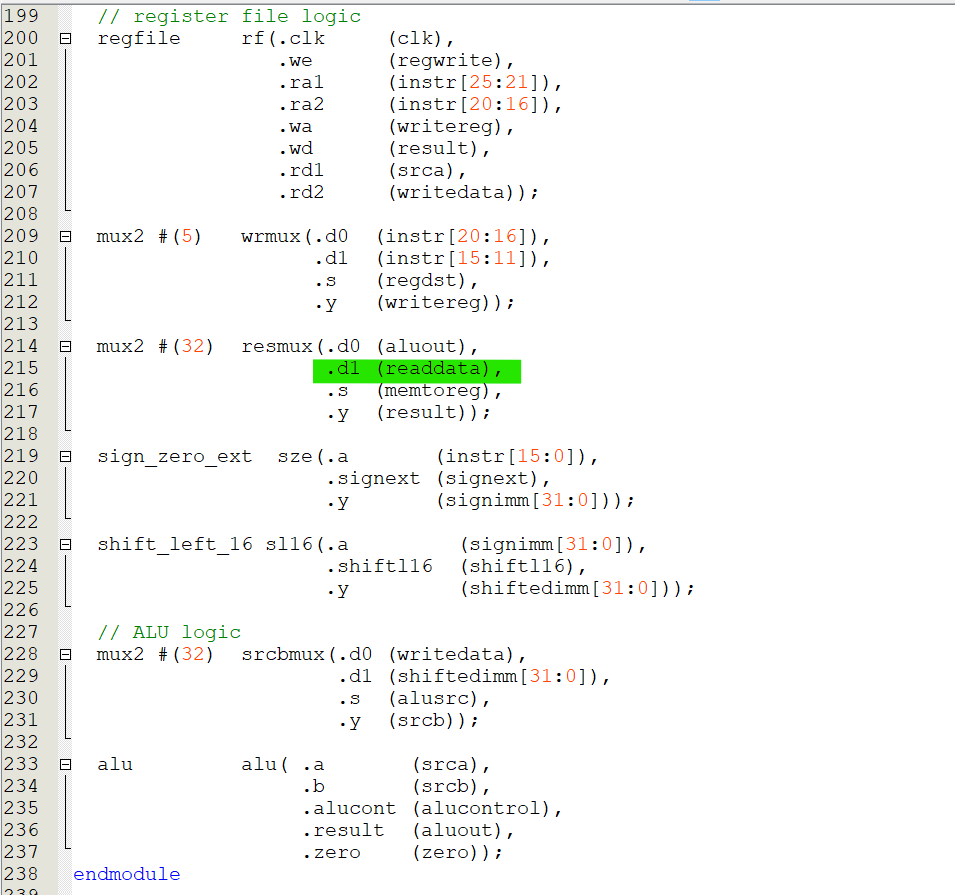 199 // register file logic
200 regfile rf(.clk (clk),
201 .we (regwrite),
202 .ra1 (instr[25:21]),
203 .ra2 (instr[20:16]),
204 .wa (writereg),
205 .wd (result),
206 .rd1 (srca),
207 .rd2 (writedata));
208
209 mux2 #(5) wrmux(.d0 (instr[20:16]),
210 .d1 (instr[15:11]),
211 .s (regdst),
212 .y (writereg));
213
214 mux2 #(32) resmux(.d0 (aluout),
215 .d1 (readdata),
216 .s (memtoreg),
217 .y (result));
218
219 sign_zero_ext sze(.a (instr[15:0]),
220 .signext (signext),
221 .y (signimm[31:0]));
222
223 shift_left_16 sl16(.a (signimm[31:0]),
224 .shiftl16 (shiftl16),
225 .y (shiftedimm[31:0]));
226
227 // ALU logic
228 mux2 #(32) srcbmux(.d0 (writedata),
229 .d1 (shiftedimm[31:0]),
230 .s (alusrc),
231 .y (srcb));
232
233 alu alu( .a (srca),
234 .b (srcb),
235 .alucont (alucontrol),
236 .result (aluout),
237 .zero (zero));
238 endmodule
239